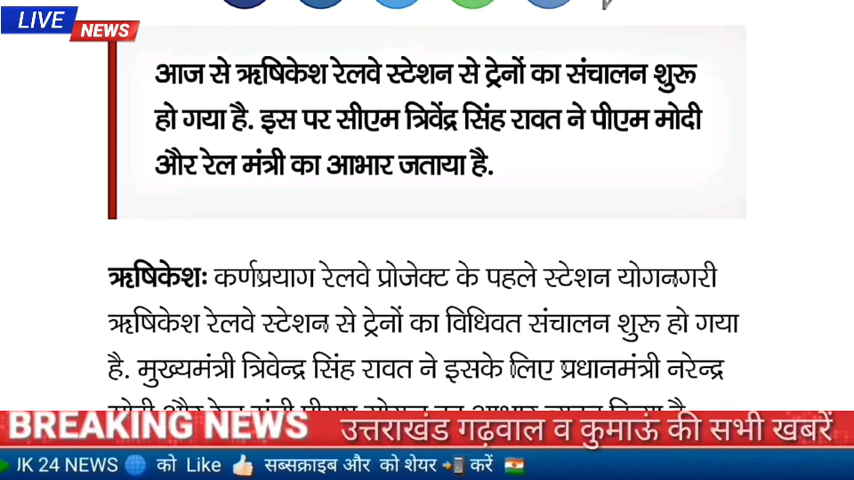 LIVE
NEWS
आज से ऋषिकेश रेलवे स्टेशन से ट्रेनों का संचालन शुरू
हो गया है. इस पर सीएम त्रिवेंद्र सिंह रावत ने पीएम मोदी
और रेल मंत्री का आभार जताया है.
ऋषिकेशः कर्णप्रयाग रेलवे प्रोजेक्ट के पहले स्टेशन योगनगरी
ऋषिकेश रेलवे स्टेशन से ट्रेनों का विधिवत संचालन शुरू हो गया
है. मुख्यमंत्री त्रिवेन्द्र सिंह रावत ने इसके लिए प्रधानमंत्री नरेन्द्र
BREAKING NEWS उत्तराखंड गढ़वाल व कुमाऊं की सभी खबरें
JK 24 NEWS 🌐 को Like 👍🏻 सब्सक्राइब और को शेयर 📲 करें 🇮🇳